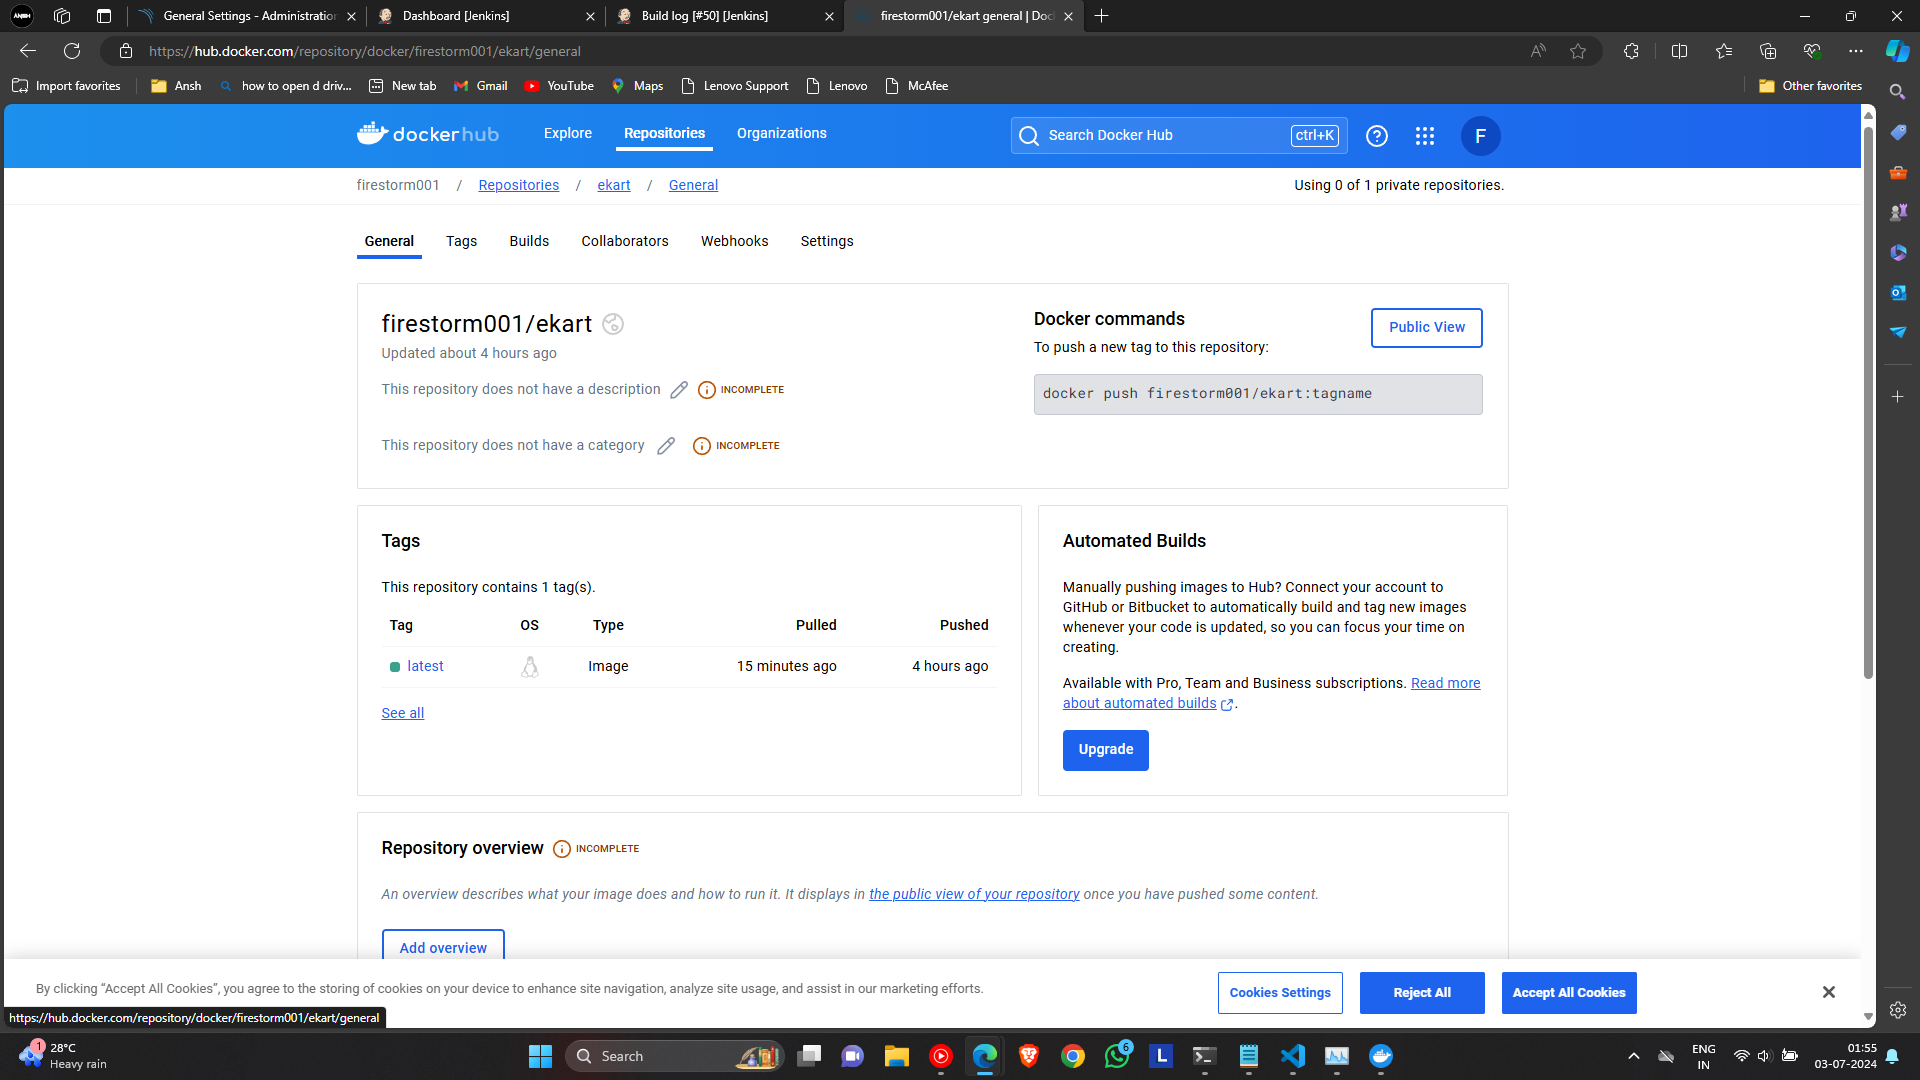 General Settings - Administration
Dashboard [Jenkins]
Build log [#50] [Jenkins]
firestorm001/ekart general | Doc
https://hub.docker.com/repository/docker/firestorm001/ekart/general
Import favorites
Ansh
how to open d driv...
New tab
Gmail
YouTube
Maps
Lenovo Support
Lenovo
McAfee
Other favorites
dockerhub
Explore
Repositories
Organizations
Search Docker Hub
ctrl+K
F
firestorm001 / Repositories / ekart / General
Using 0 of 1 private repositories.
General
Tags
Builds
Collaborators
Webhooks
Settings
firestorm001/ekart
Updated about 4 hours ago
This repository does not have a description
INCOMPLETE
This repository does not have a category
INCOMPLETE
Docker commands
Public View
To push a new tag to this repository:
docker push firestorm001/ekart:tagname
Tags
This repository contains 1 tag(s).
Tag OS Type Pulled Pushed
latest Image 15 minutes ago 4 hours ago
See all
Automated Builds
Manually pushing images to Hub? Connect your account to
GitHub or Bitbucket to automatically build and tag new images
whenever your code is updated, so you can focus your time on
creating.
Available with Pro, Team and Business subscriptions. Read more
about automated builds .
Upgrade
Repository overview
INCOMPLETE
An overview describes what your image does and how to run it. It displays in the public view of your repository once you have pushed some content.
Add overview
By clicking “Accept All Cookies”, you agree to the storing of cookies on your device to enhance site navigation, analyze site usage, and assist in our marketing efforts.
Cookies Settings
Reject All
Accept All Cookies
https://hub.docker.com/repository/docker/firestorm001/ekart/general
1
28°C
Heavy rain
Search
6
L
ENG
IN
01:55
03-07-2024